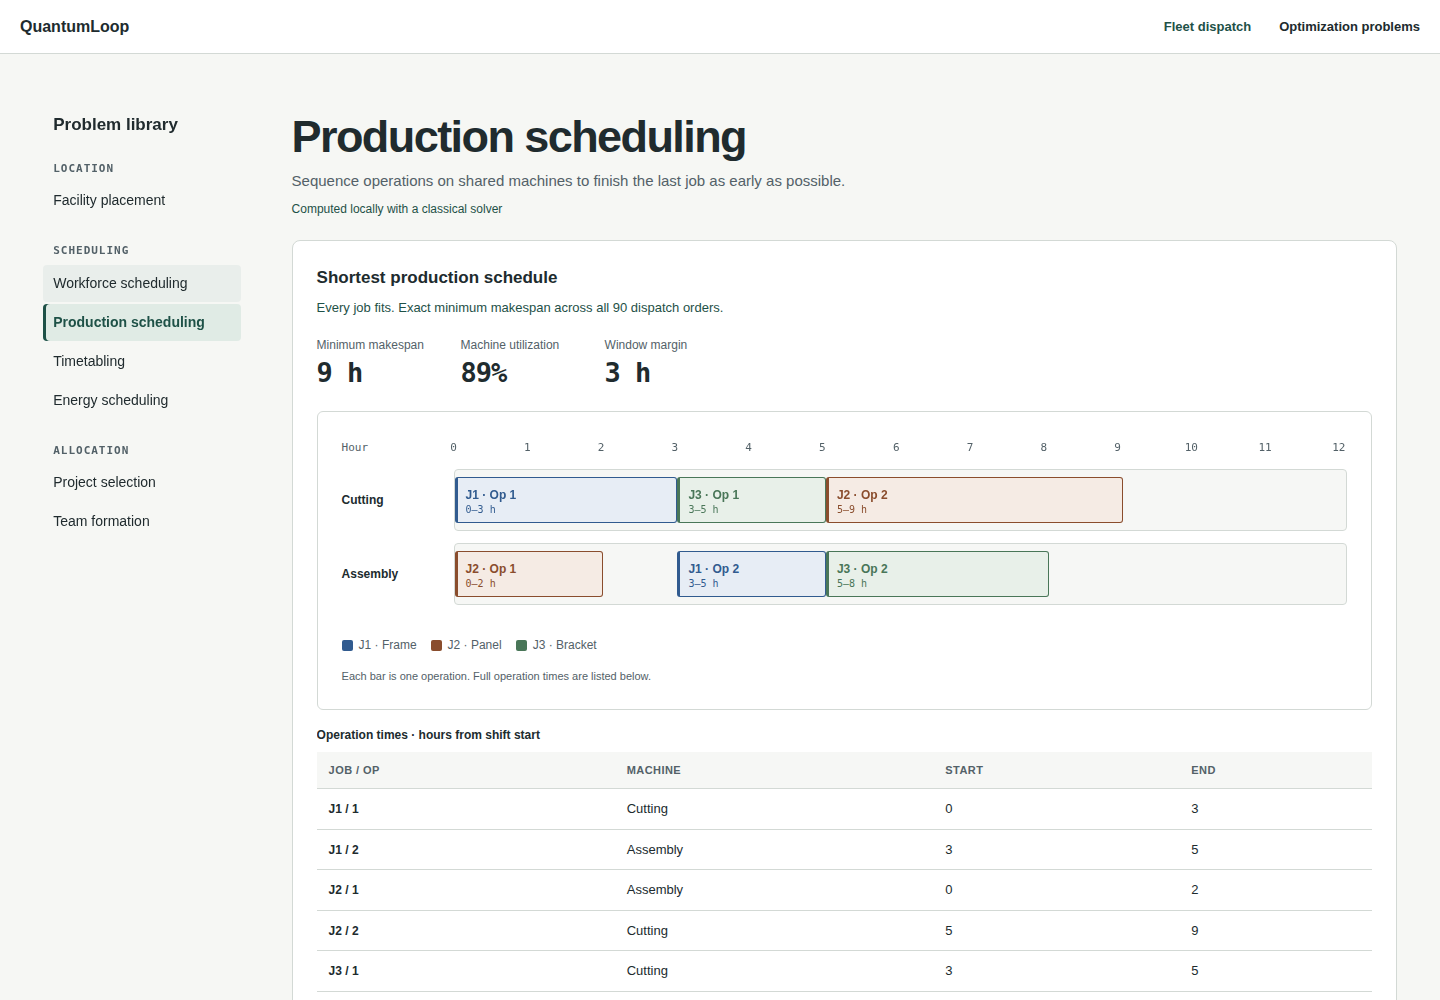 QuantumLoop
Fleet dispatch
Optimization problems
Problem library
LOCATION
Facility placement
SCHEDULING
Workforce scheduling
Production scheduling
Timetabling
Energy scheduling
ALLOCATION
Project selection
Team formation
Production scheduling
Sequence operations on shared machines to finish the last job as early as possible.
Computed locally with a classical solver
Shortest production schedule
Every job fits. Exact minimum makespan across all 90 dispatch orders.
Minimum makespan
9 h
Machine utilization
89%
Window margin
3 h
Hour 0 1 2 3 4 5 6 7 8 9 10 11 12
Cutting
J1 · Op 1
0–3 h
J3 · Op 1
3–5 h
J2 · Op 2
5–9 h
Assembly
J2 · Op 1
0–2 h
J1 · Op 2
3–5 h
J3 · Op 2
5–8 h
J1 · Frame J2 · Panel J3 · Bracket
Each bar is one operation. Full operation times are listed below.
Operation times · hours from shift start
JOB / OP MACHINE START END
J1 / 1 Cutting 0 3
J1 / 2 Assembly 3 5
J2 / 1 Assembly 0 2
J2 / 2 Cutting 5 9
J3 / 1 Cutting 3 5